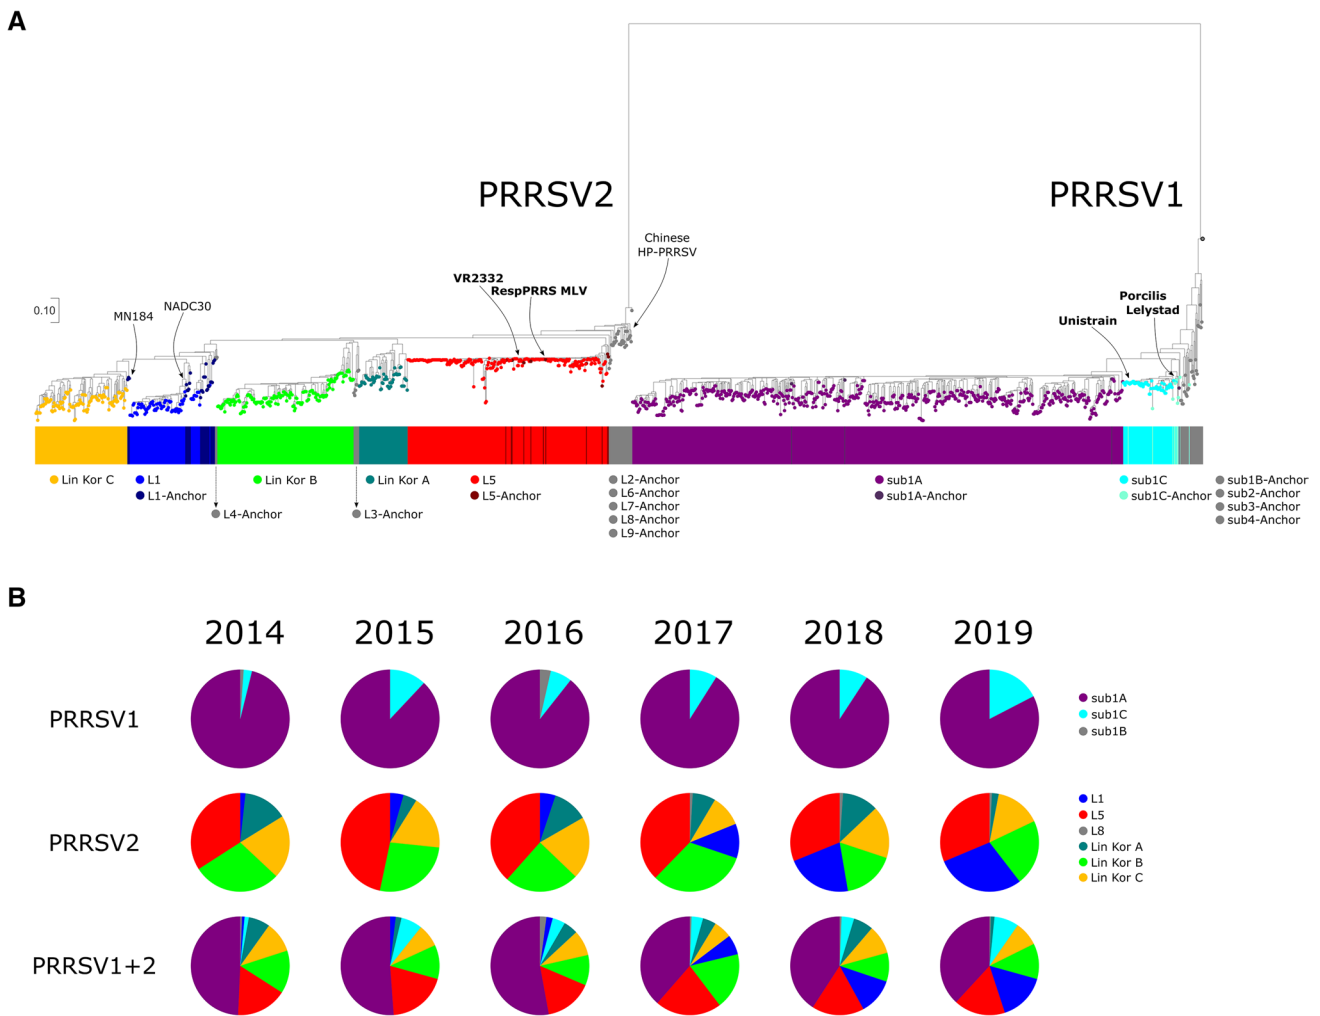 A
PRRSV2
PRRSV1
Chinese
HP-PRRSV
VR2332
RespPRRS MLV
NADC30
MN184
0.10
Porcilis
Lelystad
Unistrain
Lin Kor C
L1
L1-Anchor
L4-Anchor
Lin Kor B
L3-Anchor
Lin Kor A
L5
L5-Anchor
L2-Anchor
L6-Anchor
L7-Anchor
L8-Anchor
L9-Anchor
sub1A
sub1A-Anchor
sub1C
sub1C-Anchor
sub1B-Anchor
sub2-Anchor
sub3-Anchor
sub4-Anchor
B
2014 2015 2016 2017 2018 2019
PRRSV1
sub1A
sub1C
sub1B
PRRSV2
L1
L5
L8
Lin Kor A
Lin Kor B
Lin Kor C
PRRSV1+2